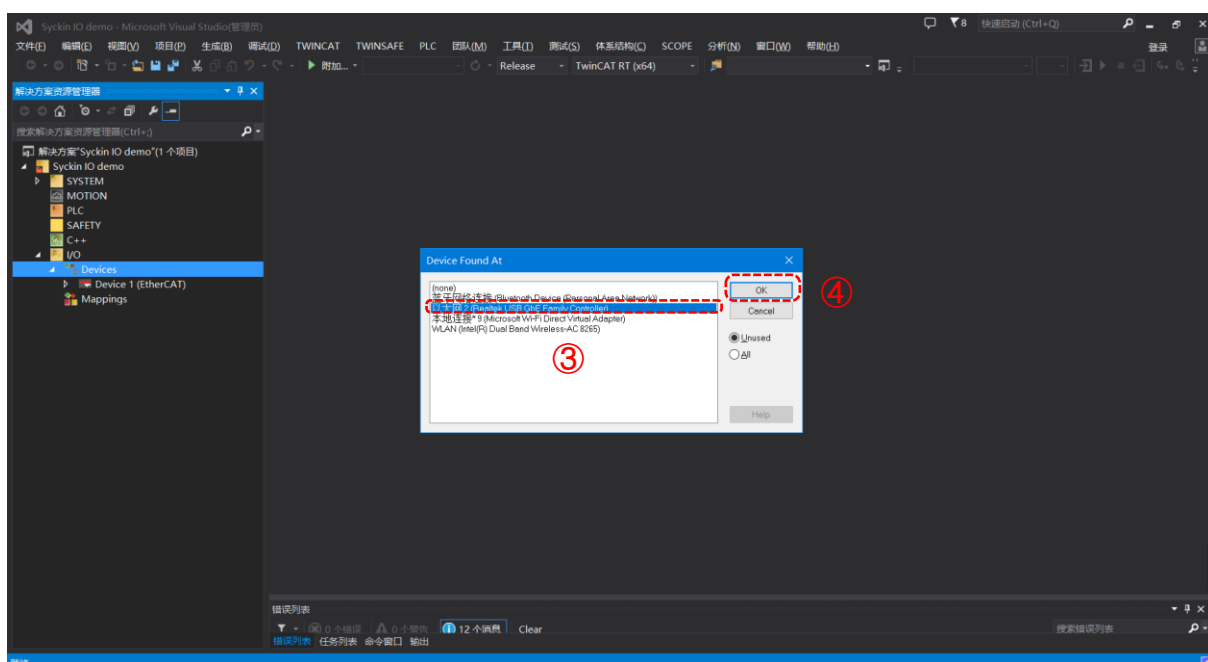 Syckin IO demo - Microsoft Visual Studio(管理员)
8
快速启动 (Ctrl+Q)
文件(F) 编辑(E) 视图(V) 项目(P) 生成(B) 调试(D) TWINCAT TWINSAFE PLC 团队(M) 工具(T) 测试(S) 体系结构(C) SCOPE 分析(N) 窗口(W) 帮助(H)
登录
附加...
Release
TwinCAT RT (x64)
解决方案资源管理器
搜索解决方案资源管理器(Ctrl+;)
解决方案"Syckin IO demo"(1 个项目)
Syckin IO demo
SYSTEM
MOTION
PLC
SAFETY
C++
I/O
Devices
Device 1 (EtherCAT)
Mappings
Device Found At
(none)
蓝牙网络连接 (Bluetooth Device (Personal Area Network))
以太网 2 (Realtek USB GbE Family Controller)
本地连接* 9 (Microsoft Wi-Fi Direct Virtual Adapter)
WLAN (Intel(R) Dual Band Wireless-AC 8265)
③
OK
④
Cancel
Unused
All
Help
错误列表
0 个错误
0 个警告
12 个消息
Clear
搜索错误列表
错误列表 任务列表 命令窗口 输出